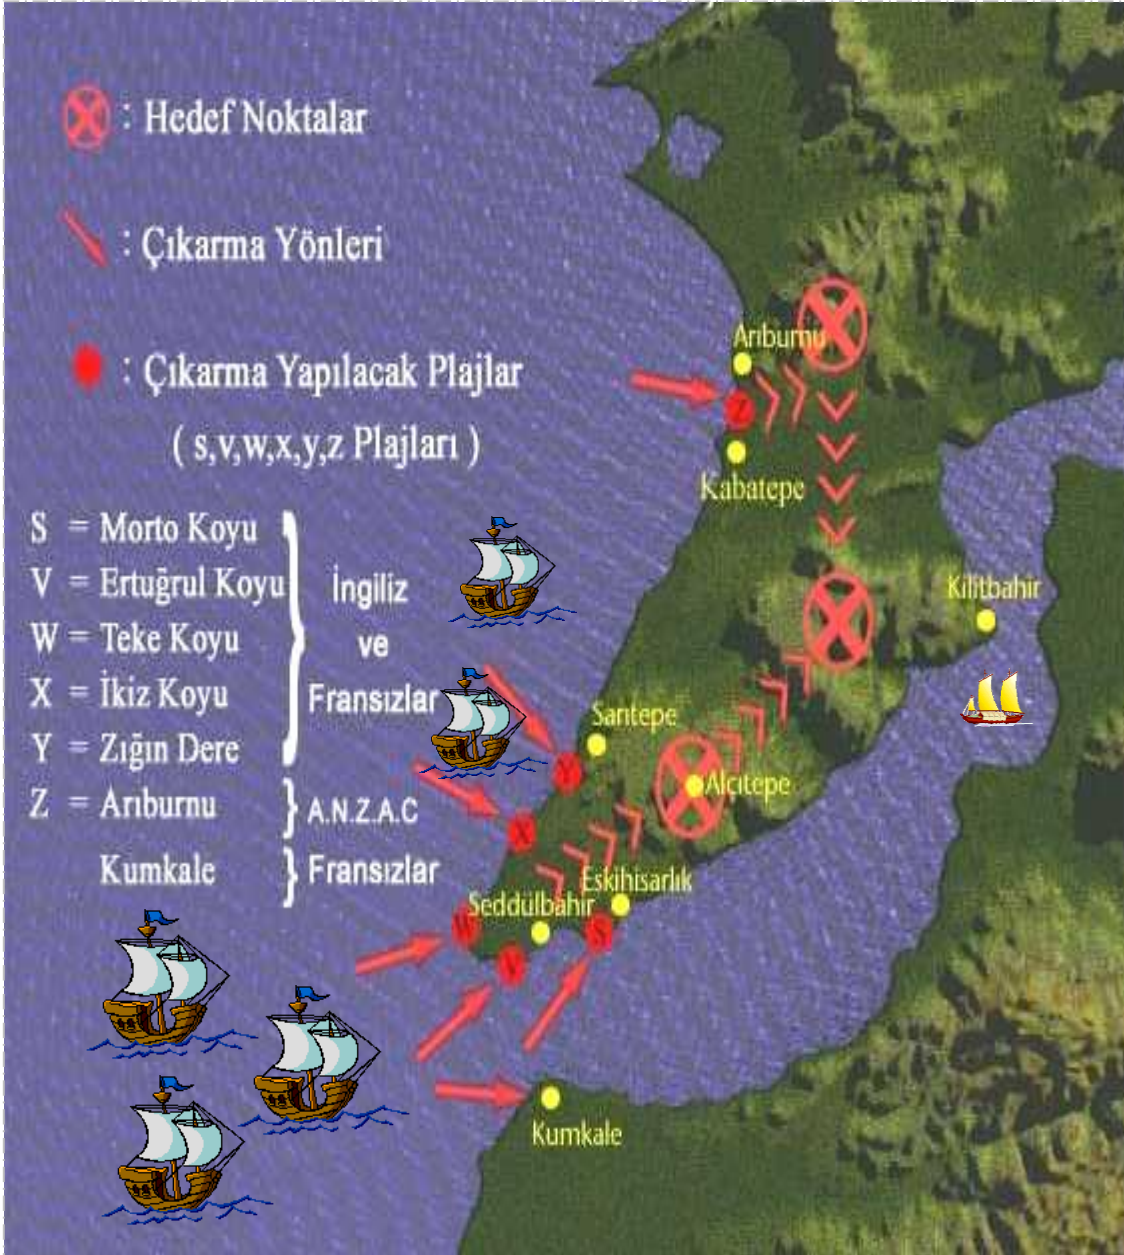 : Hedef Noktalar
: Çıkarma Yönleri
: Çıkarma Yapılacak Plajlar
( s,v,w,x,y,z Plajları )
S = Morto Koyu
V = Ertuğrul Koyu
W = Teke Koyu
X = İkiz Koyu
Y = Zığın Dere
İngiliz
ve
Fransızlar
Z = Arıburnu } A.N.Z.A.C
Kumkale } Fransızlar
Arıburnu
Z
Kabatepe
Kilitbahir
Sarıtepe
Y
Alçıtepe
X
Eskihisarlık
Seddülbahir
W
S
V
Kumkale